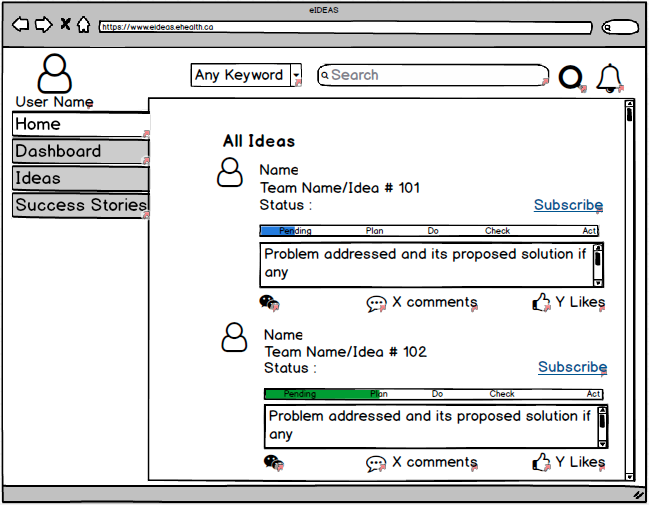 eIDEAS
https://www.eideas.ehealth.ca
Any Keyword
Search
User Name
Home
Dashboard
Ideas
Success Stories
All Ideas
Name
Team Name/Idea # 101
Status :
Subscribe
Pending Plan Do Check Act
Problem addressed and its proposed solution if
any
X comments
Y Likes
Name
Team Name/Idea # 102
Status :
Subscribe
Pending Plan Do Check Act
Problem addressed and its proposed solution if
any
X comments
Y Likes